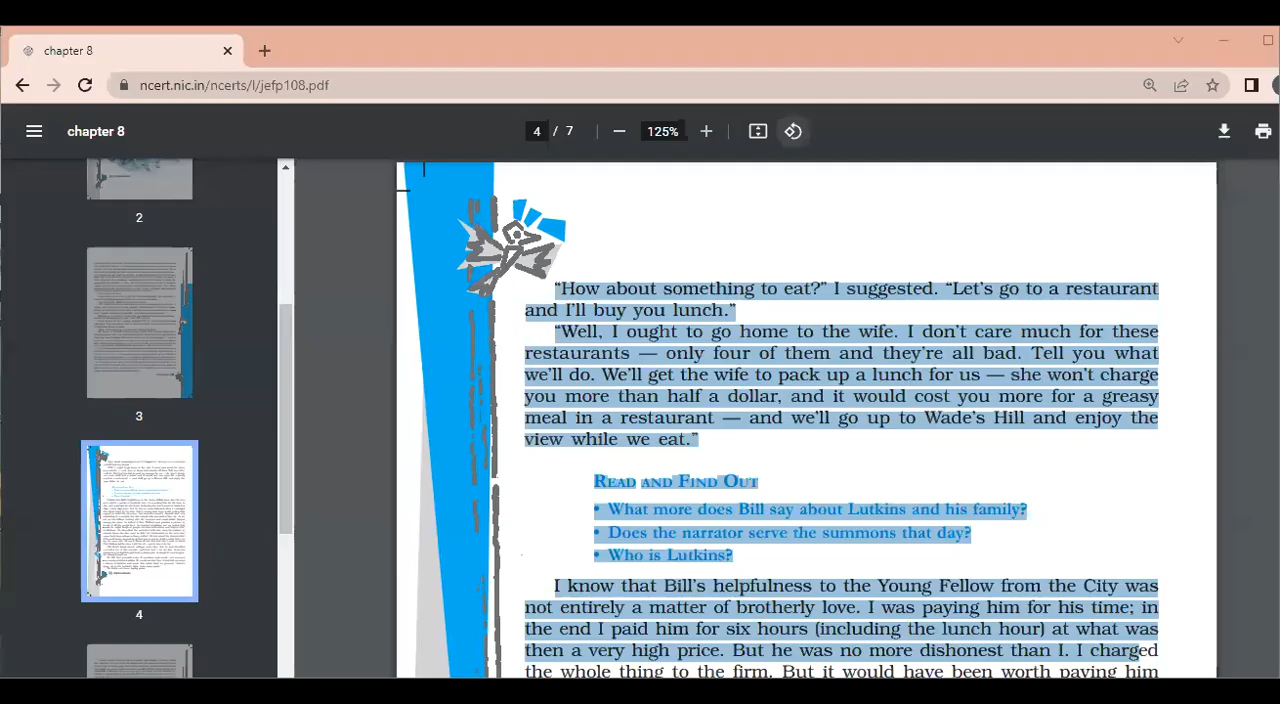 chapter 8
ncert.nic.in/ncerts/l/jefp108.pdf
chapter 8
4 / 7
125%
2
3
4
“How about something to eat?” I suggested. “Let’s go to a restaurant
and I’ll buy you lunch.”
“Well, I ought to go home to the wife. I don’t care much for these
restaurants — only four of them and they’re all bad. Tell you what
we’ll do. We’ll get the wife to pack up a lunch for us — she won’t charge
you more than half a dollar, and it would cost you more for a greasy
meal in a restaurant — and we’ll go up to Wade’s Hill and enjoy the
view while we eat.”
READ AND FIND OUT
• What more does Bill say about Lutkins and his family?
• Does the narrator serve the summons that day?
• Who is Lutkins?
I know that Bill’s helpfulness to the Young Fellow from the City was
not entirely a matter of brotherly love. I was paying him for his time; in
the end I paid him for six hours (including the lunch hour) at what was
then a very high price. But he was no more dishonest than I. I charged
the whole thing to the firm. But it would have been worth paying him